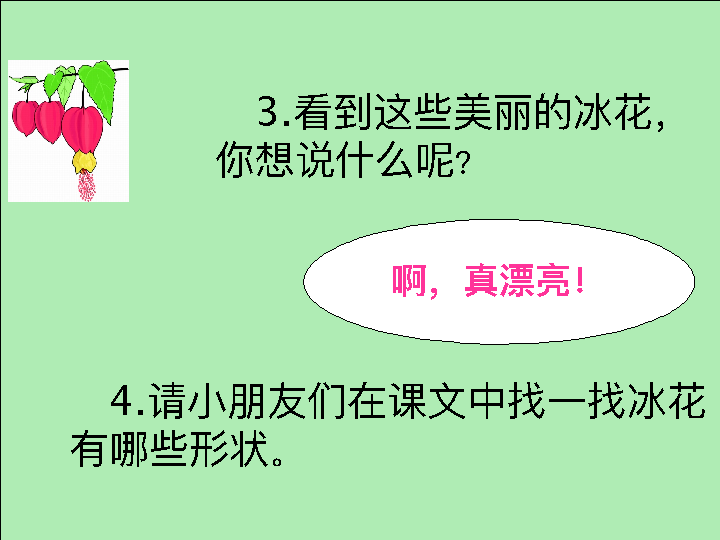 3.看到这些美丽的冰花，
你想说什么呢?
啊，真漂亮!
4.请小朋友们在课文中找一找冰花
有哪些形状。